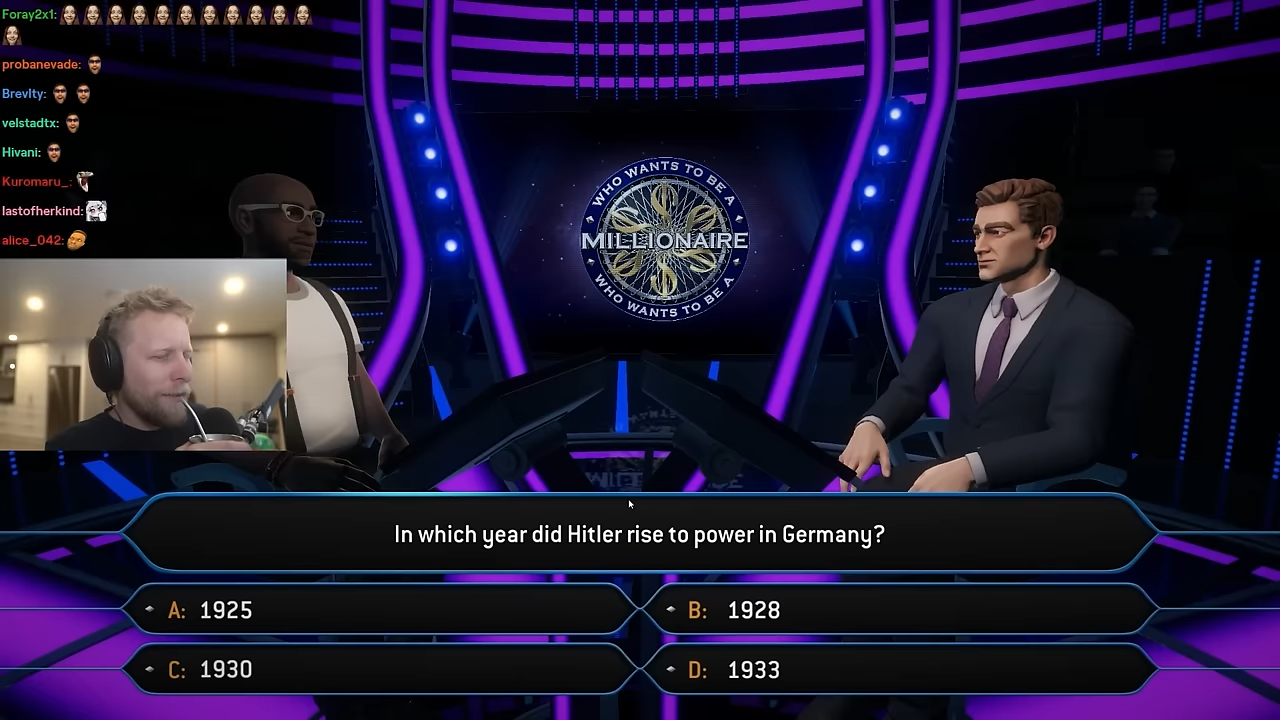 Foray2x1:
probanevade:
Brevlty:
velstadtx:
Hivani:
Kuromaru_:
lastofherkind:
alice_042:
WHO WANTS TO BE A
MILLIONAIRE
WHO WANTS TO BE A
In which year did Hitler rise to power in Germany?
A: 1925
B: 1928
C: 1930
D: 1933